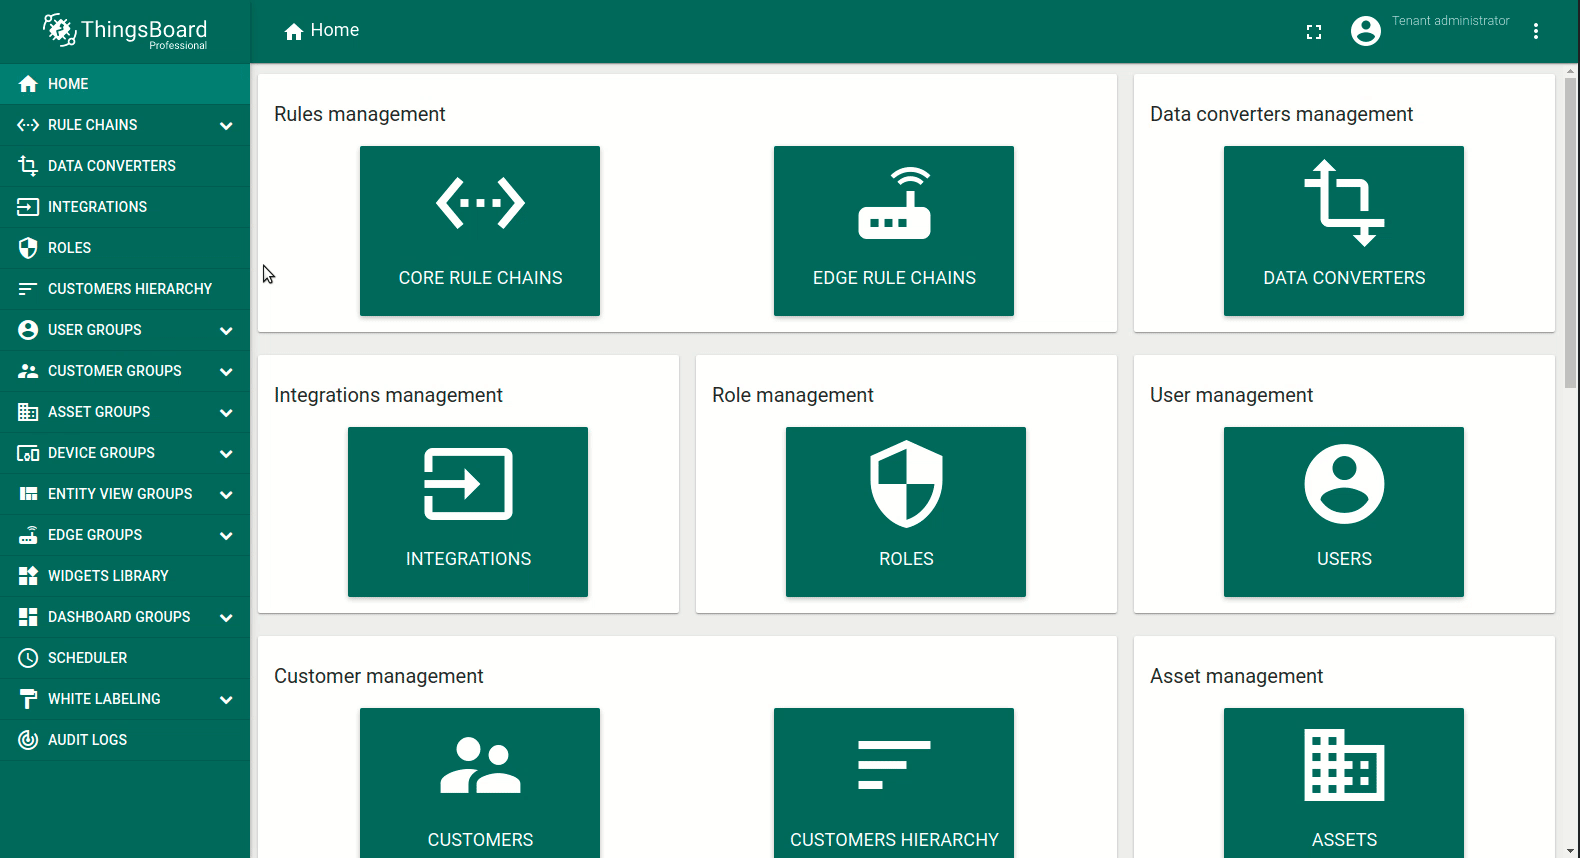 ThingsBoard
Professional
Home
Tenant administrator
HOME
RULE CHAINS
DATA CONVERTERS
INTEGRATIONS
ROLES
CUSTOMERS HIERARCHY
USER GROUPS
CUSTOMER GROUPS
ASSET GROUPS
DEVICE GROUPS
ENTITY VIEW GROUPS
EDGE GROUPS
WIDGETS LIBRARY
DASHBOARD GROUPS
SCHEDULER
WHITE LABELING
AUDIT LOGS
Rules management
CORE RULE CHAINS
EDGE RULE CHAINS
Data converters management
DATA CONVERTERS
Integrations management
INTEGRATIONS
Role management
ROLES
User management
USERS
Customer management
CUSTOMERS
CUSTOMERS HIERARCHY
Asset management
ASSETS